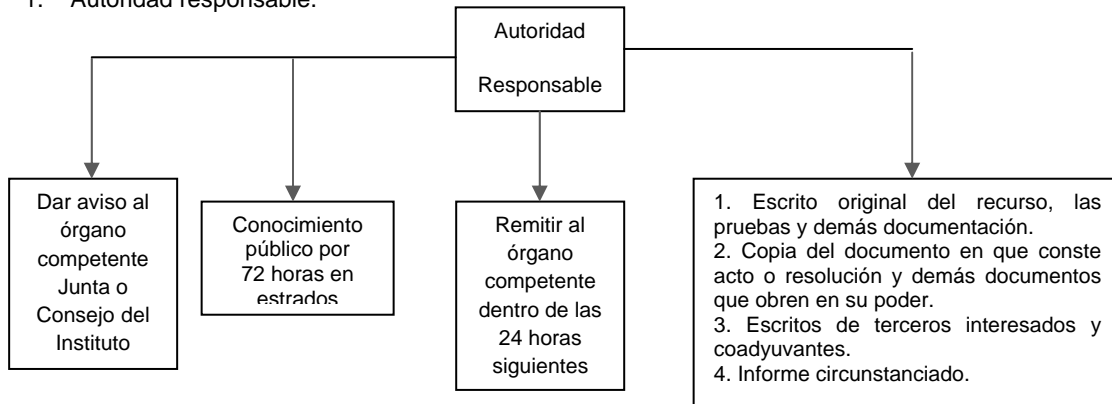 1. Autoridad responsable.
Autoridad
Responsable
Dar aviso al
órgano
competente
Junta o
Consejo del
Instituto
Conocimiento
público por
72 horas en
estrados
Remitir al
órgano
competente
dentro de las
24 horas
siguientes
1. Escrito original del recurso, las
pruebas y demás documentación.
2. Copia del documento en que conste
acto o resolución y demás documentos
que obren en su poder.
3. Escritos de terceros interesados y
coadyuvantes.
4. Informe circunstanciado.